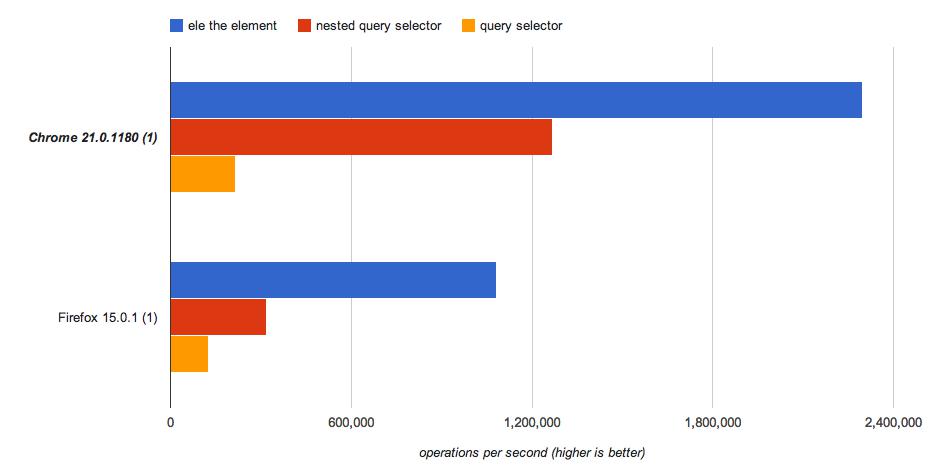 ele the element nested query selector query selector
Chrome 21.0.1180 (1)
Firefox 15.0.1 (1)
0 600,000 1,200,000 1,800,000 2,400,000
operations per second (higher is better)